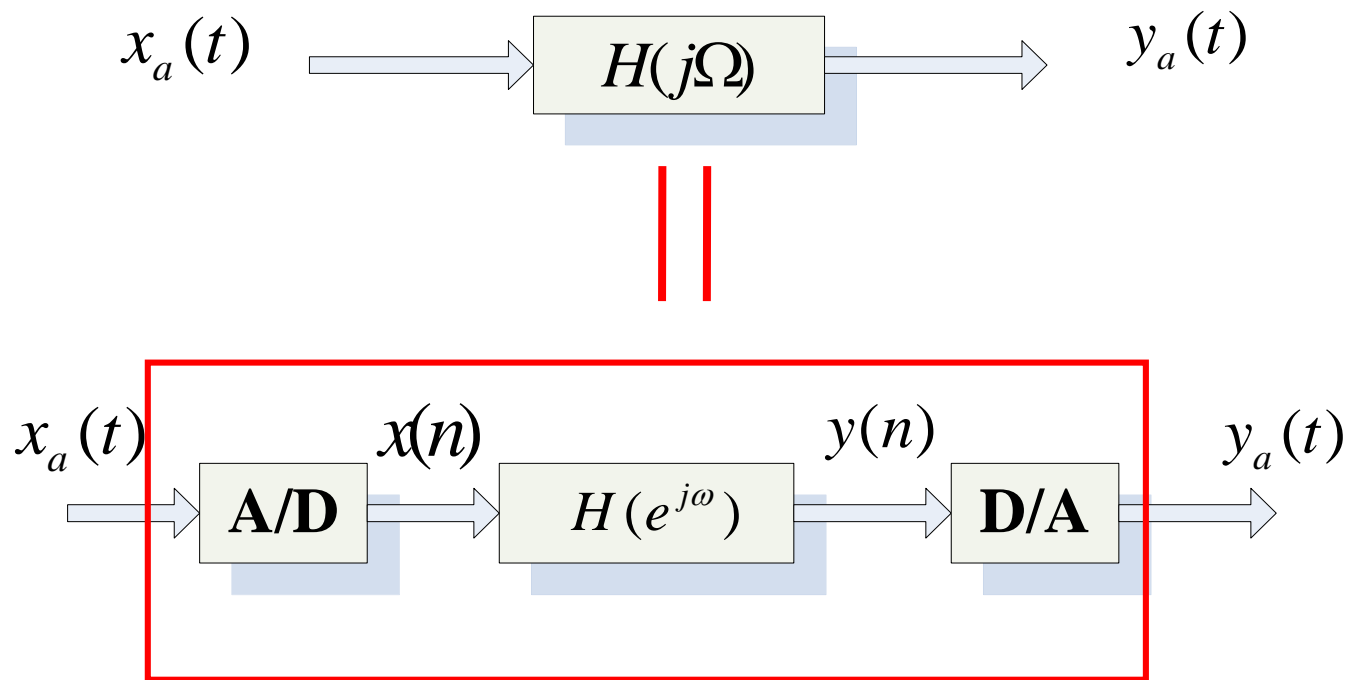 xₐ(t) H(jΩ) yₐ(t)
xₐ(t) x(n) y(n) yₐ(t)
A/D H(e^{jω}) D/A